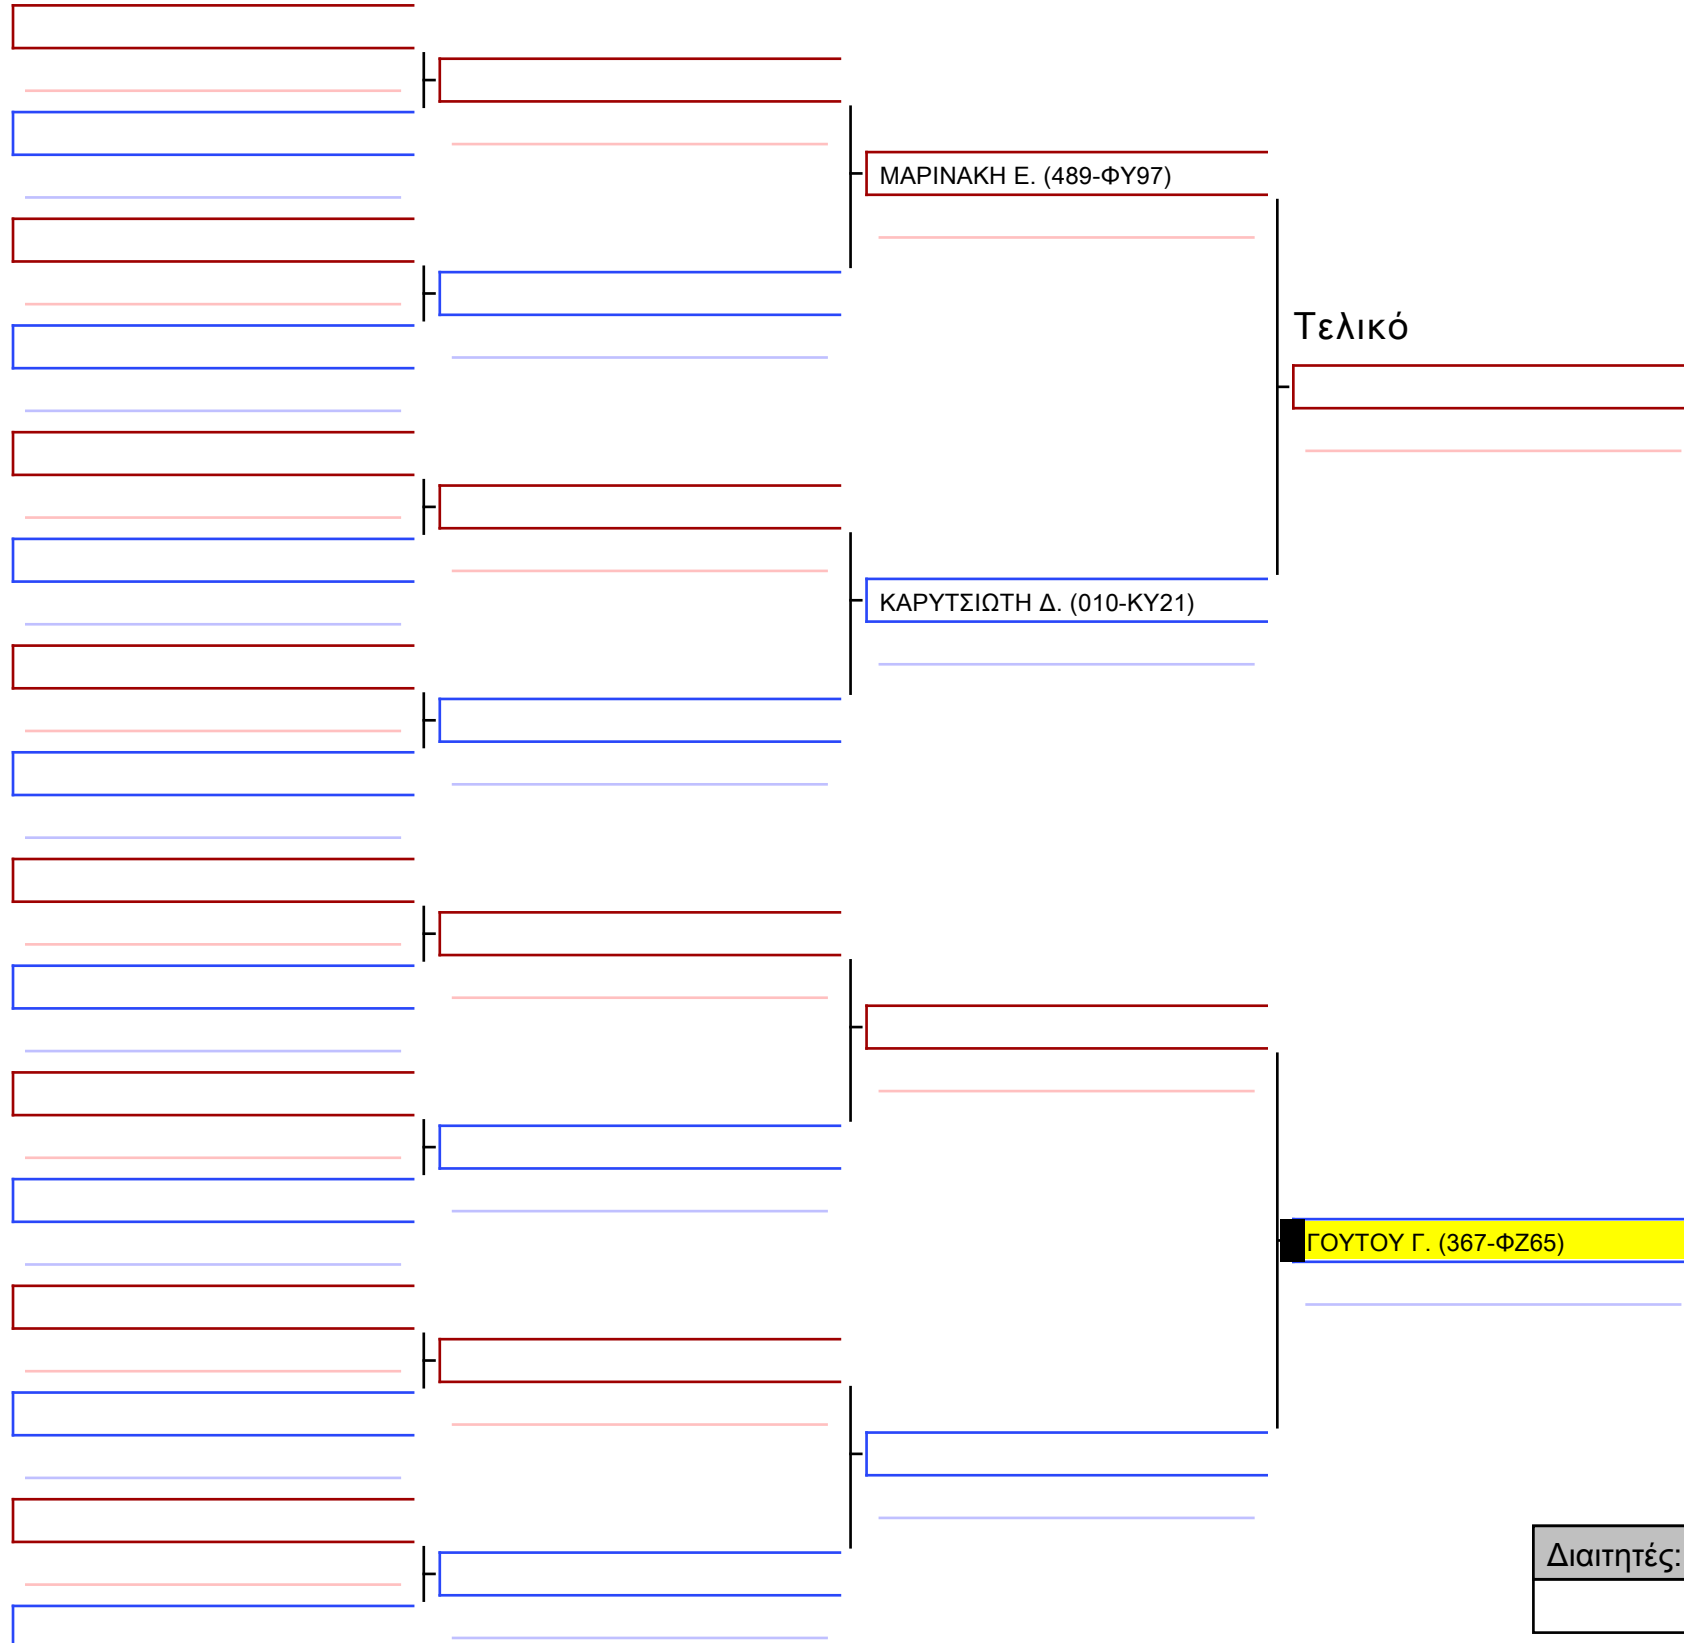 ΜΑΡΙΝΑΚΗ Ε. (489-ΦΥ97)
Τελικό
ΚΑΡΥΤΣΙΩΤΗ Δ. (010-ΚΥ21)
ΓΟΥΤΟΥ Γ. (367-ΦΖ65)
Διαιτητές: